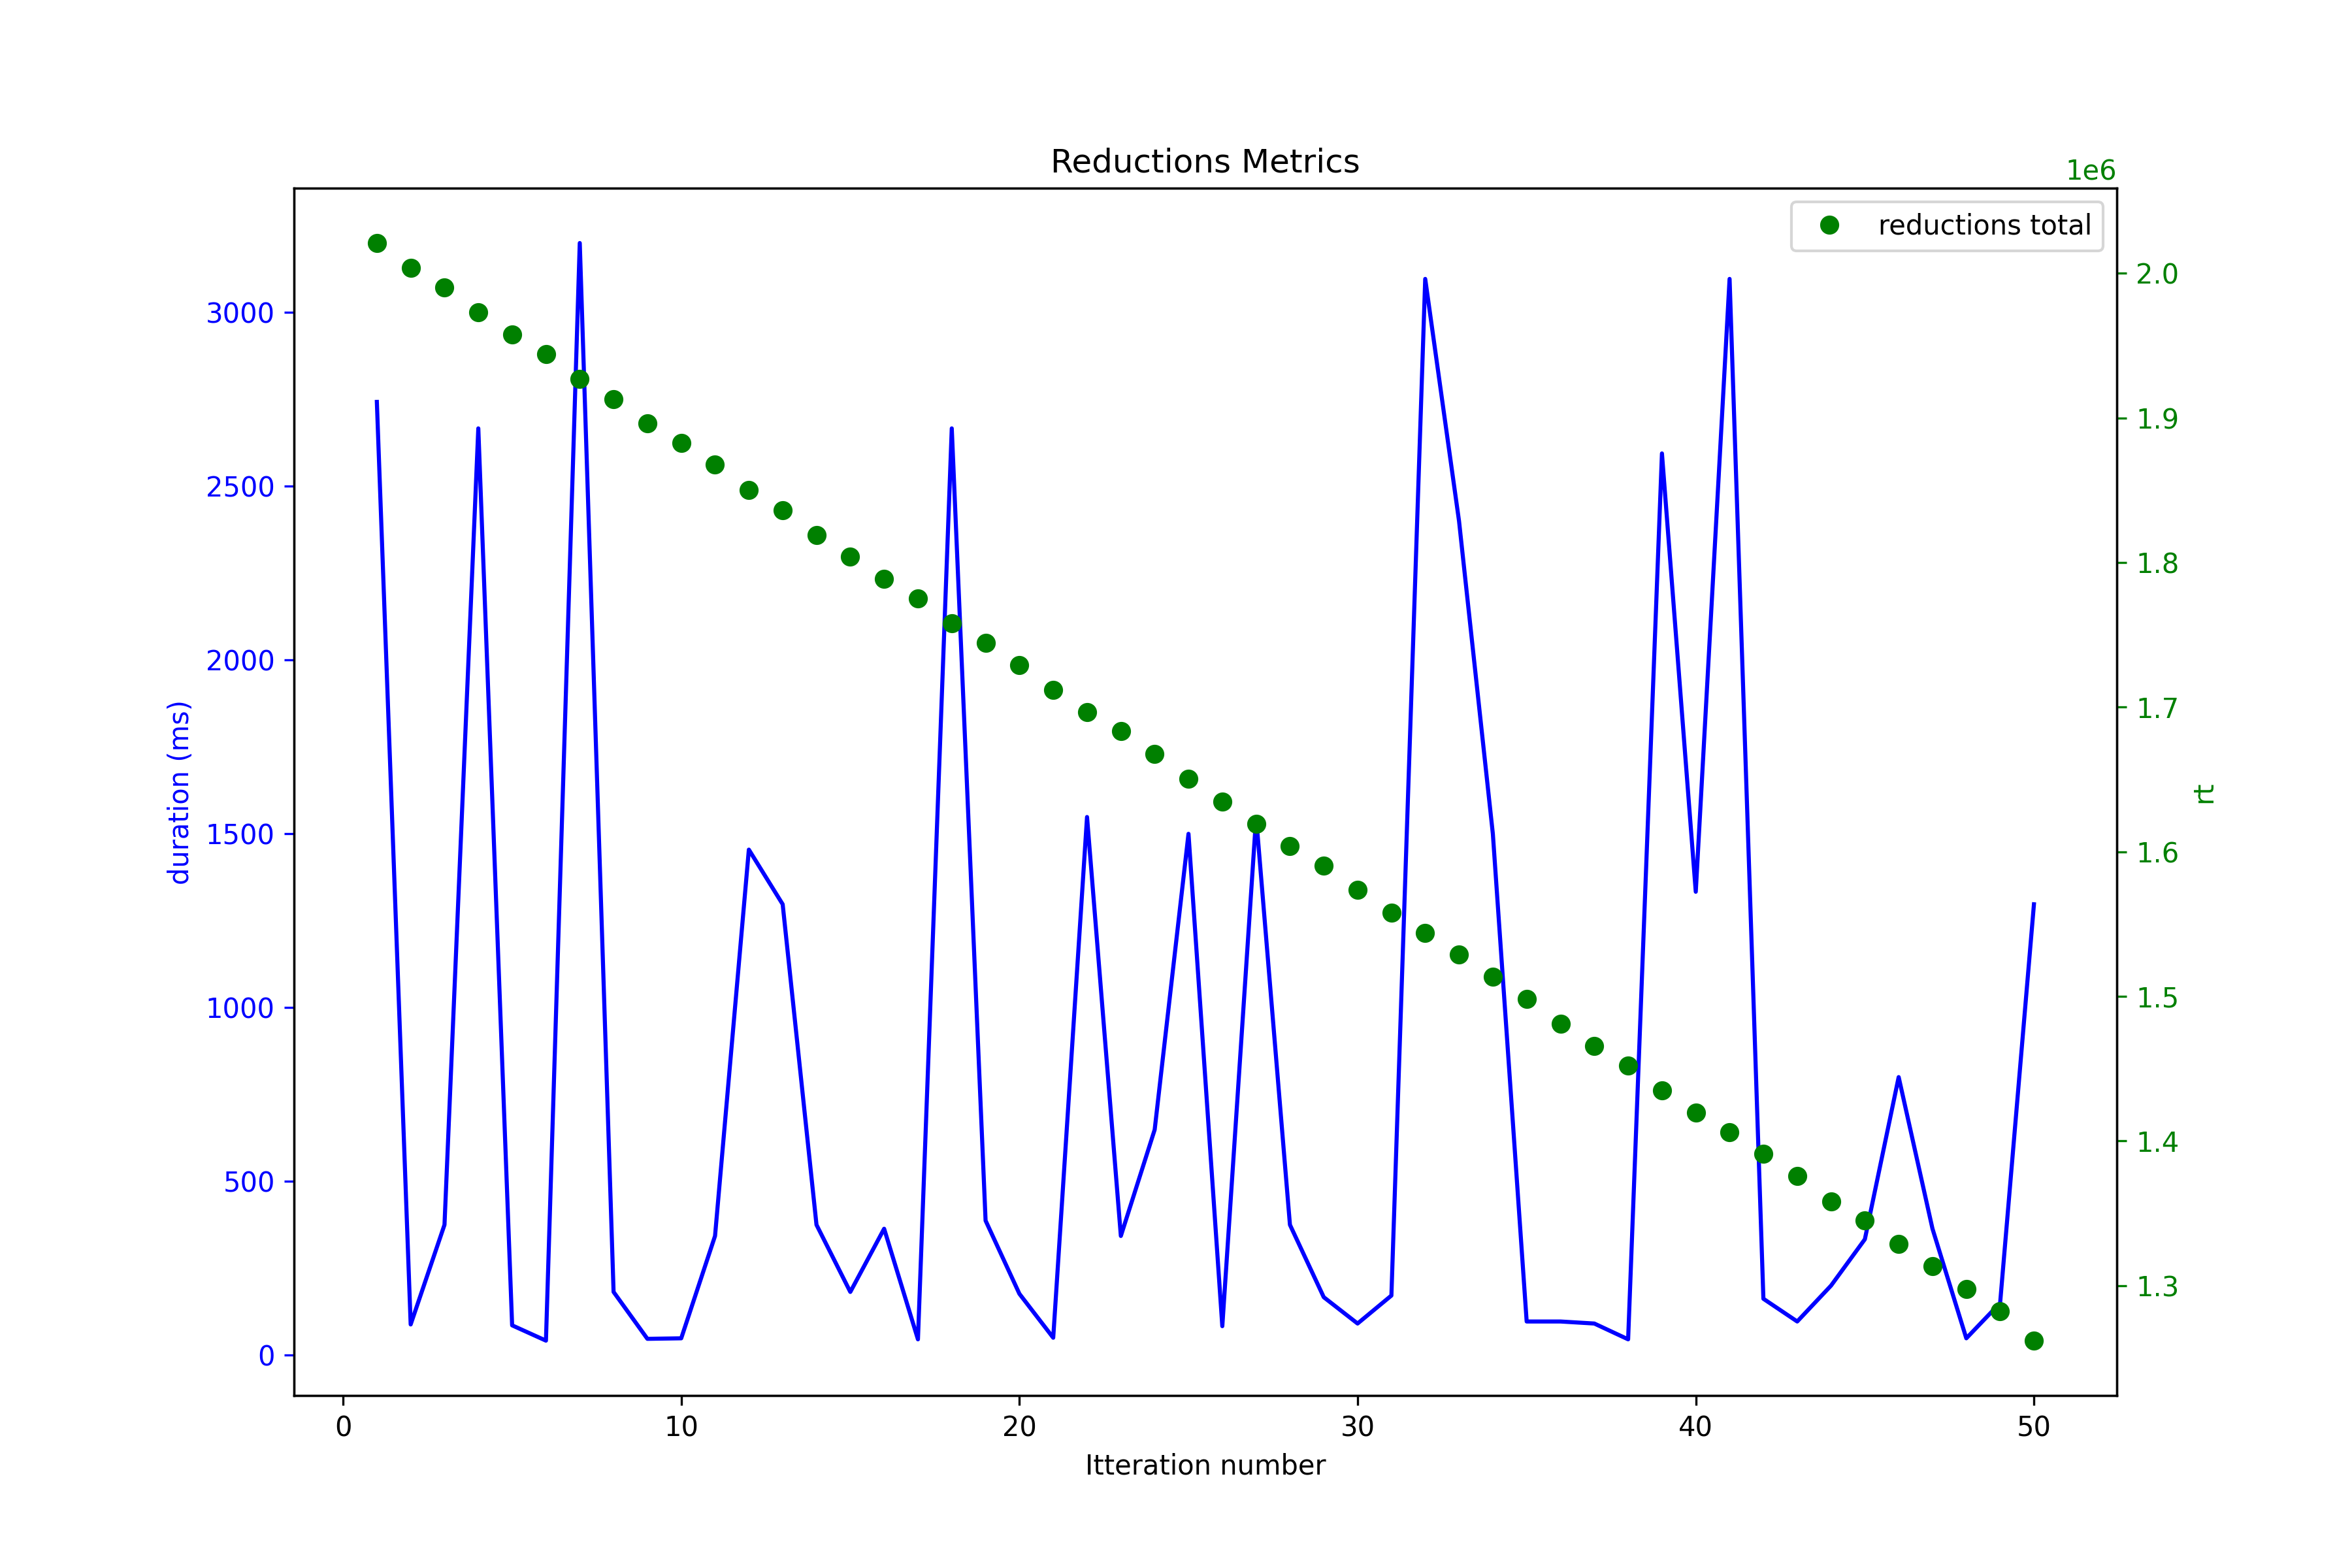 Reductions Metrics
1e6
reductions total
3000
2500
2000
1500
1000
500
0
duration (ms)
2.0
1.9
1.8
1.7
1.6
1.5
1.4
1.3
rt
0 10 20 30 40 50
Itteration number